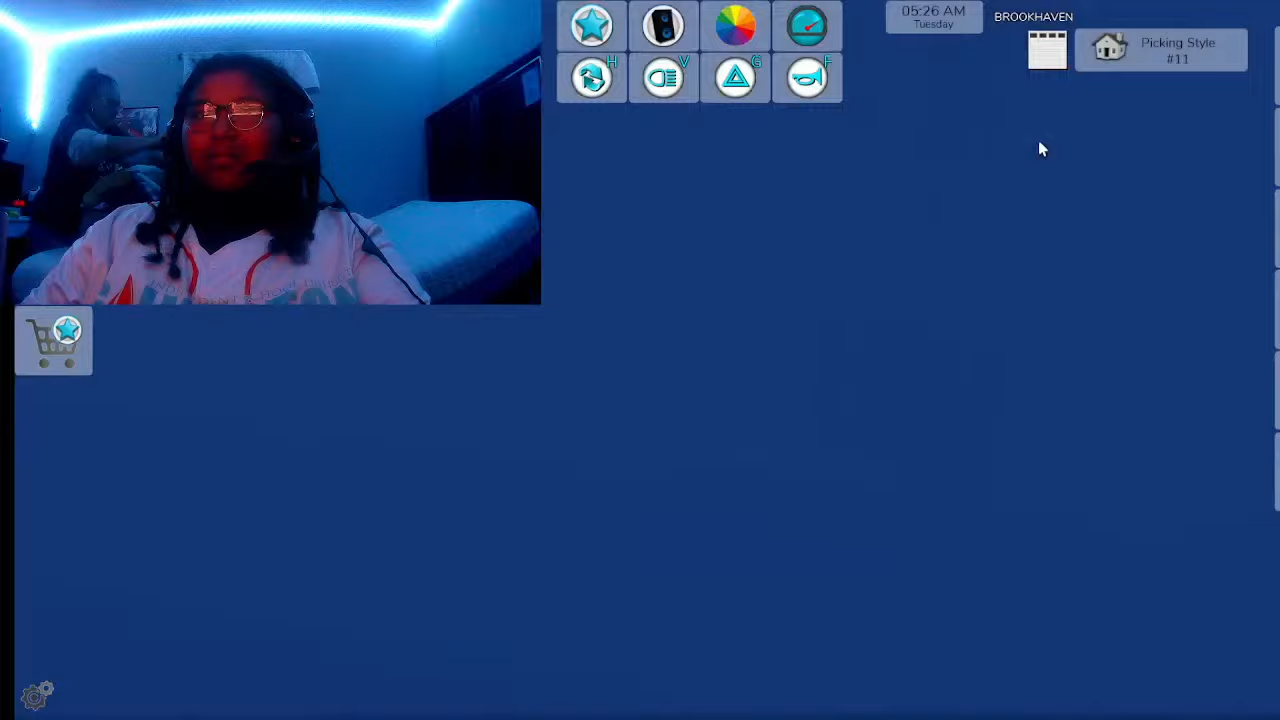 H
V
G
F
05:26 AM
Tuesday
BROOKHAVEN
Picking Style
#11